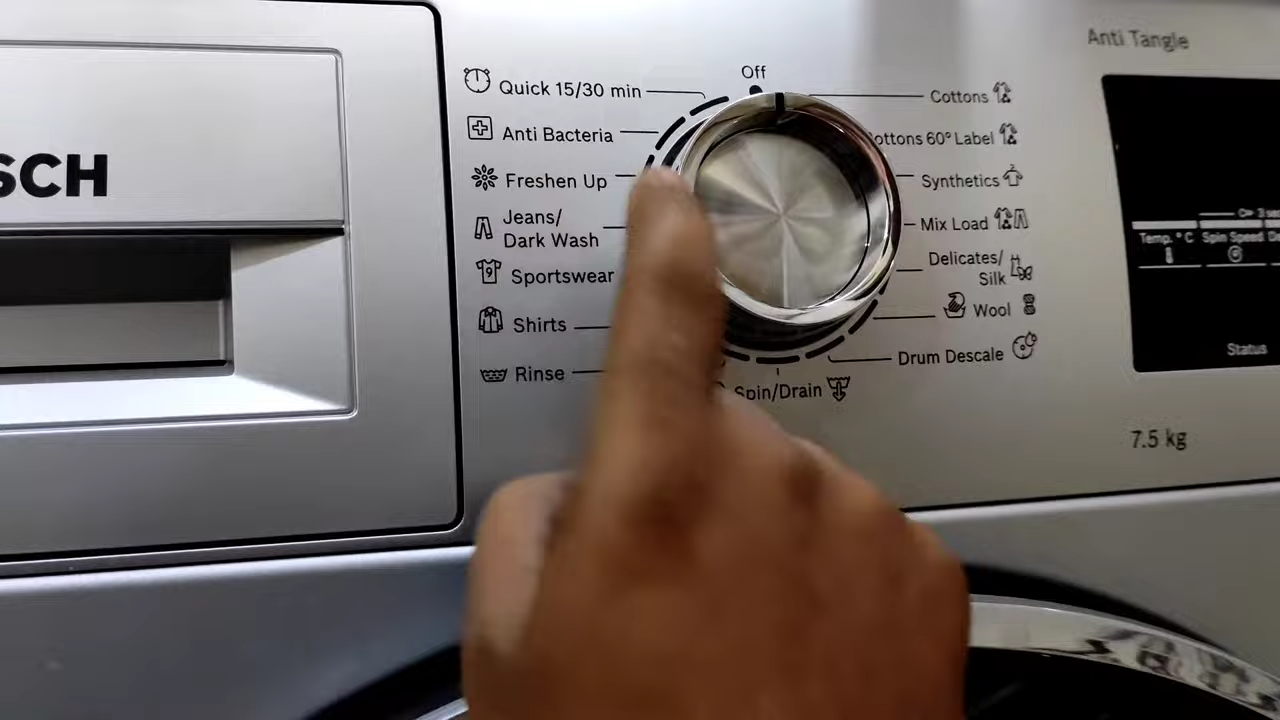 SCH
Quick 15/30 min
Anti Bacteria
Freshen Up
Jeans/
Dark Wash
Sportswear
Shirts
Rinse
Off
Cottons
ottons 60° Label
Synthetics
Mix Load
Delicates/
Silk
Wool
Drum Descale
Spin/Drain
Anti Tangle
Temp. °C
Spin Speed
Status
7.5 kg